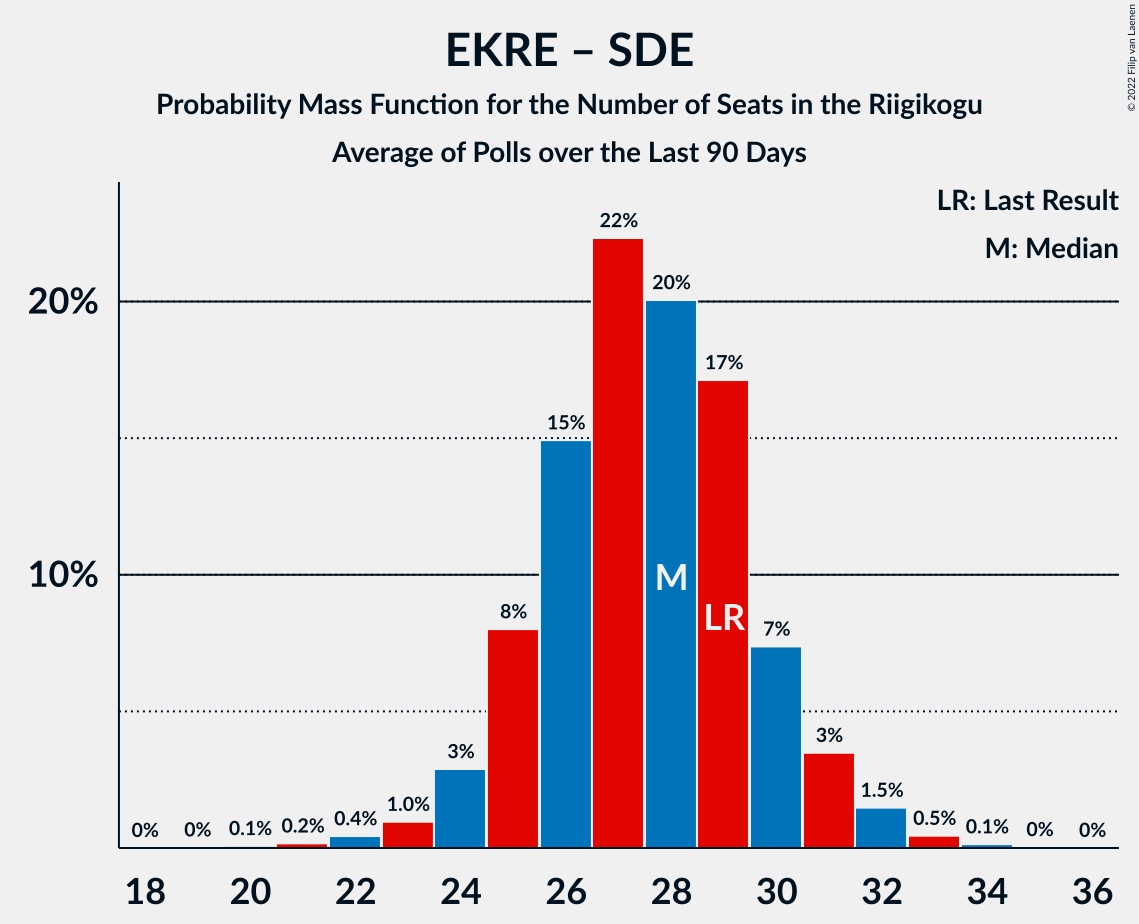 EKRE – SDE
Probability Mass Function for the Number of Seats in the Riigikogu
Average of Polls over the Last 90 Days
© 2022 Filip van Laenen
LR: Last Result
M: Median
20%
10%
0%
0%
0.1%
0.2%
0.4%
1.0%
3%
8%
15%
22%
20%
17%
7%
3%
1.5%
0.5%
0.1%
0%
0%
M
LR
18 20 22 24 26 28 30 32 34 36